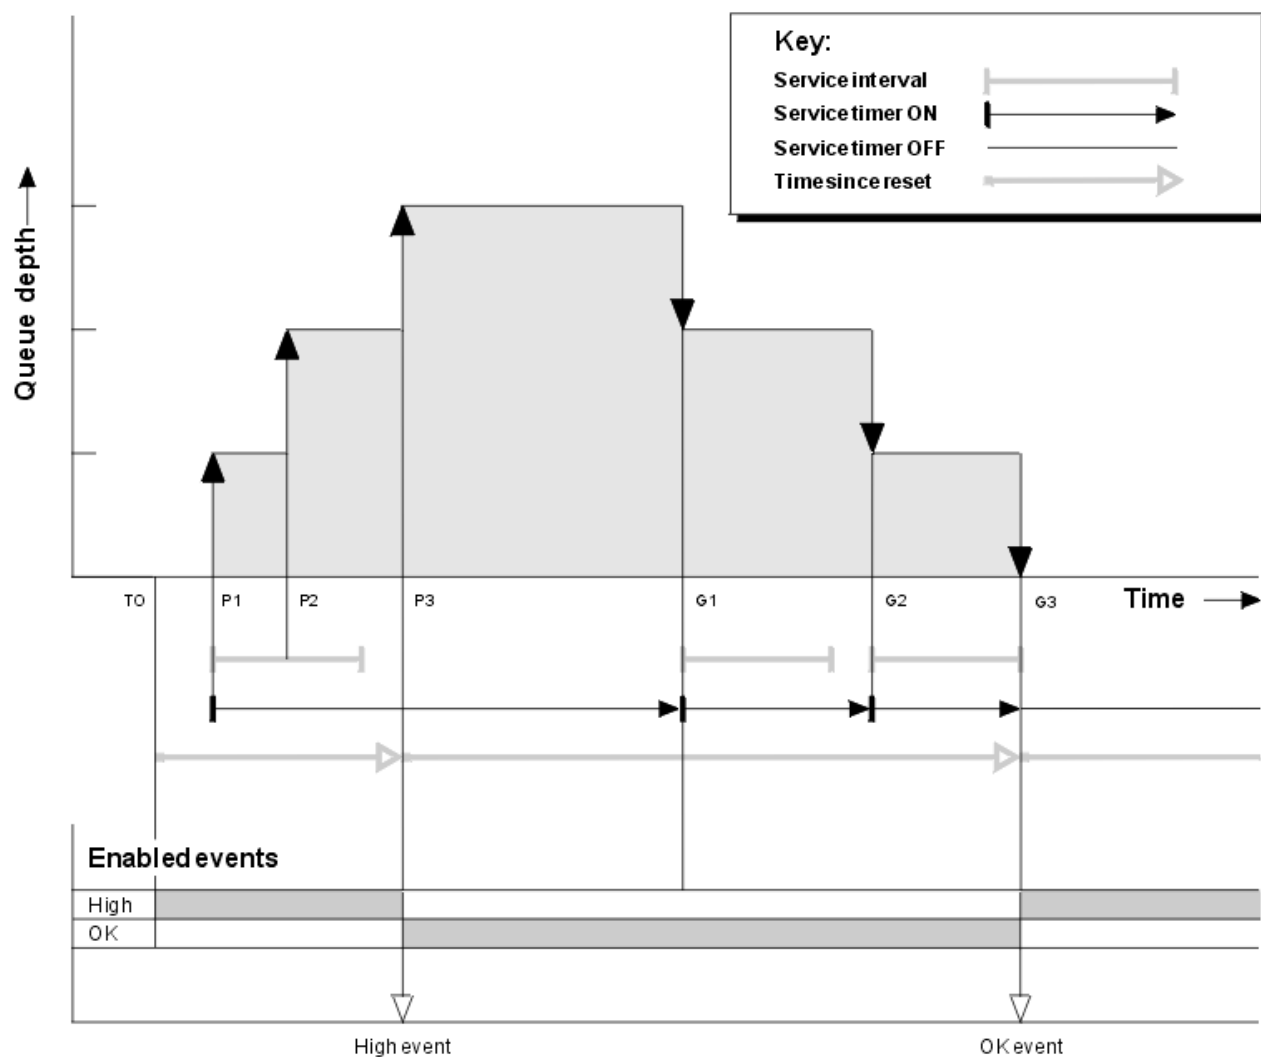 Key:
Service interval
Service timer ON
Service timer OFF
Time since reset
Queue depth
T0 P1 P2 P3 G1 G2 G3 Time
Enabled events
High
OK
High event OK event